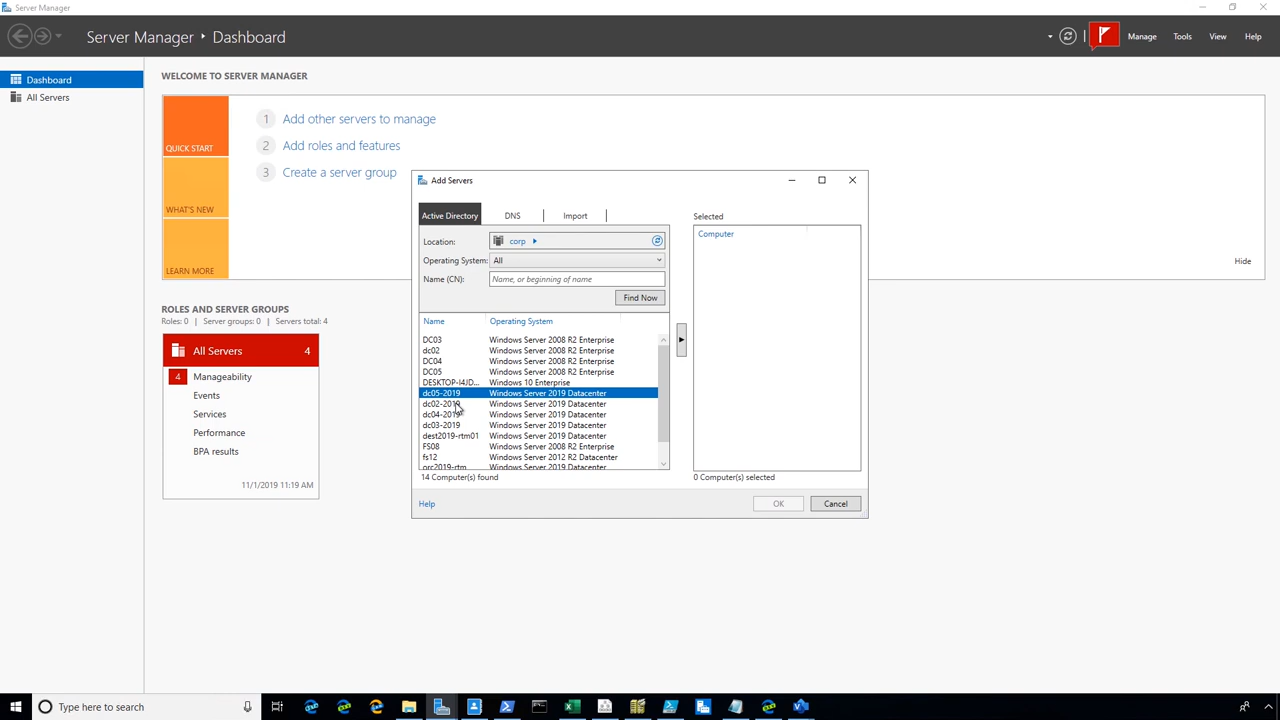 Server Manager
Server Manager ‣ Dashboard
Manage
Tools
View
Help
Dashboard
All Servers
WELCOME TO SERVER MANAGER
QUICK START
WHAT'S NEW
LEARN MORE
1 Add other servers to manage
2 Add roles and features
3 Create a server group
Hide
ROLES AND SERVER GROUPS
Roles: 0 | Server groups: 0 | Servers total: 4
All Servers 4
4 Manageability
Events
Services
Performance
BPA results
11/1/2019 11:19 AM
Add Servers
Active Directory
DNS
Import
Location: corp
Operating System: All
Name (CN): Name, or beginning of name
Find Now
Name Operating System
DC03 Windows Server 2008 R2 Enterprise
dc02 Windows Server 2008 R2 Enterprise
DC04 Windows Server 2008 R2 Enterprise
DC05 Windows Server 2008 R2 Enterprise
DESKTOP-I4JD... Windows 10 Enterprise
dc05-2019 Windows Server 2019 Datacenter
dc02-2019 Windows Server 2019 Datacenter
dc04-2019 Windows Server 2019 Datacenter
dc03-2019 Windows Server 2019 Datacenter
dest2019-rtm01 Windows Server 2019 Datacenter
FS08 Windows Server 2008 R2 Enterprise
fs12 Windows Server 2012 R2 Datacenter
orc2019-rtm Windows Server 2019 Datacenter
14 Computer(s) found
Selected
Computer
0 Computer(s) selected
Help
OK
Cancel
Type here to search